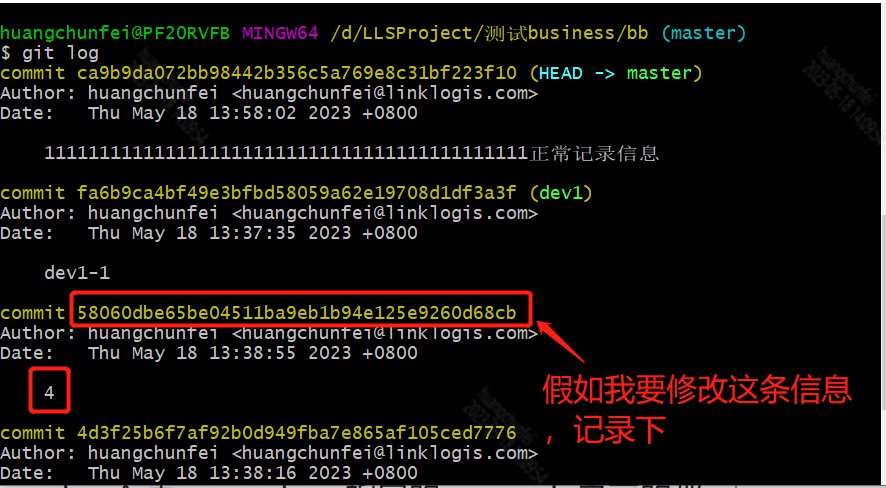 huangchunfei@PF2ORVFB MINGW64 /d/LLSProject/测试business/bb (master)
$ git log
commit ca9b9da072bb98442b356c5a769e8c31bf223f10 (HEAD -> master)
Author: huangchunfei <huangchunfei@linklogis.com>
Date:   Thu May 18 13:58:02 2023 +0800
11111111111111111111111111111111111111111111正常记录信息
commit fa6b9ca4bf49e3bfbd58059a62e19708d1df3a3f (dev1)
Author: huangchunfei <huangchunfei@linklogis.com>
Date:   Thu May 18 13:37:35 2023 +0800
dev1-1
commit 58060dbe65be04511ba9eb1b94e125e9260d68cb
Author: huangchunfei <huangchunfei@linklogis.com>
Date:   Thu May 18 13:38:55 2023 +0800
4
假如我要修改这条信息
，记录下
commit 4d3f25b6f7af92b0d949fba7e865af105ced7776
Author: huangchunfei <huangchunfei@linklogis.com>
Date:   Thu May 18 13:38:16 2023 +0800